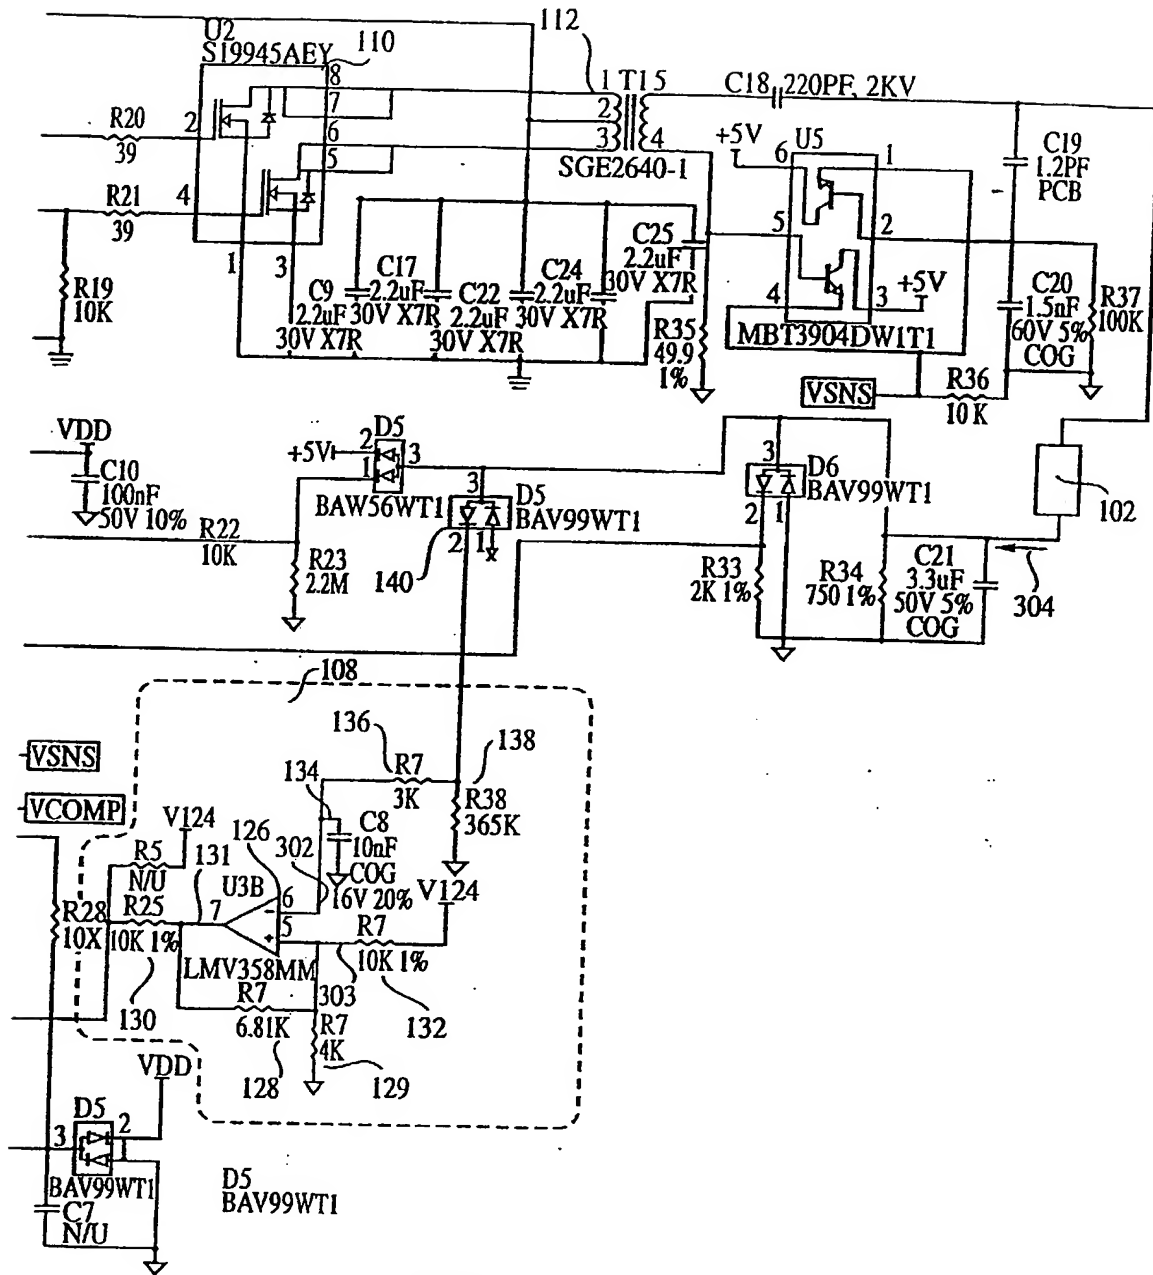 U2
S19945AEY
110
112
8
7
6
5
2
4
1
3
R20
39
R21
39
R19
10K
1 T1 5
2
3
4
SGE2640-1
C18 220PF, 2KV
C19
1.2PF
PCB
+5V
U5
6
1
5
2
4
3
+5V
MBT3904DW1T1
C9
2.2uF
30V X7R
C17
2.2uF
30V X7R
C22
2.2uF
30V X7R
C24
2.2uF
30V X7R
C25
2.2uF
30V X7R
R35
49.9
1%
C20
1.5nF
60V 5%
COG
R37
100K
VSNS
R36
10 K
VDD
C10
100nF
50V 10%
+5V
D5
2
1
3
BAW56WT1
3
D5
BAV99WT1
2
1
140
R22
10K
R23
2.2M
3
D6
BAV99WT1
2
1
R33
2K 1%
R34
750 1%
C21
3.3uF
50V 5%
COG
102
304
108
136
R7
3K
138
R38
365K
134
C8
10nF
COG
16V 20%
VSNS
VCOMP
V124
R5
N/U
131
126
302
U3B
7
6
5
-
+
LMV358MM
V124
R7
10K 1%
303
132
R28
10X
R25
10K 1%
130
R7
6.81K
128
R7
4K
129
VDD
D5
3
2
1
BAV99WT1
C7
N/U
D5
BAV99WT1